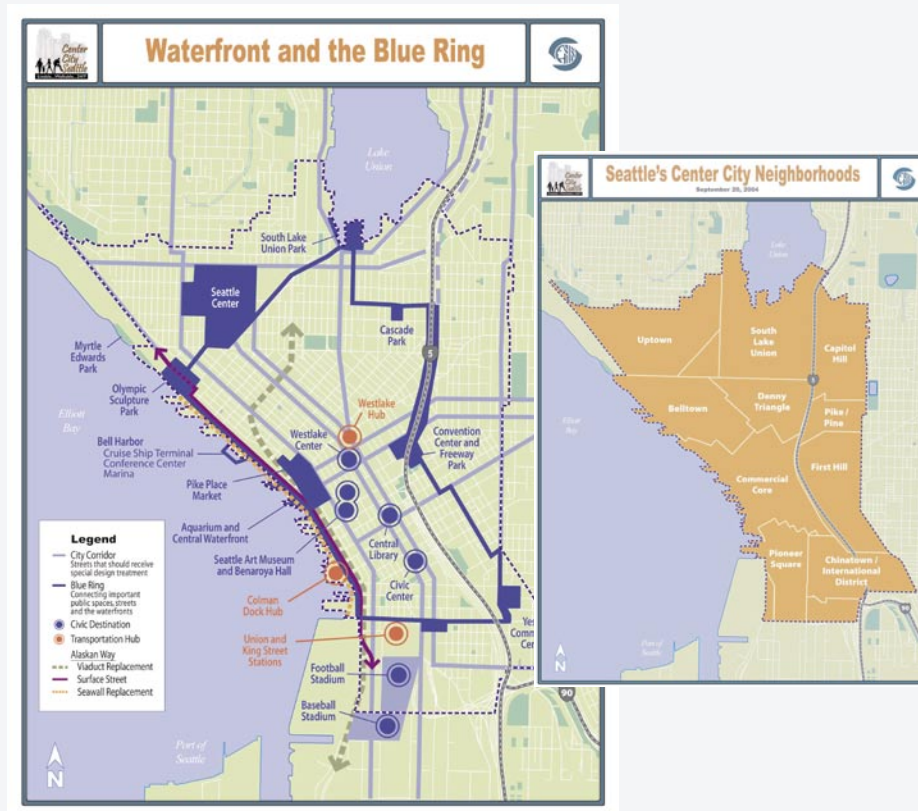 Center
City
Seattle
Waterfront and the Blue Ring
Lake
Union
South Lake
Union Park
Seattle
Center
Cascade
Park
5
Myrtle
Edwards
Park
Olympic
Sculpture
Park
Elliott
Bay
Westlake
Hub
Westlake
Center
Convention
Center and
Freeway
Park
Bell Harbor
Cruise Ship Terminal
Conference Center
Marina
Pike Place
Market
Aquarium and
Central Waterfront
Seattle Art Museum
and Benaroya Hall
Central
Library
Civic
Center
Colman
Dock Hub
Union and
King Street
Stations
Football
Stadium
Baseball
Stadium
90
Port of
Seattle
N
Legend
City Corridor
Streets that should receive
special design treatment
Blue Ring
Connecting important
public spaces, streets
and the waterfronts
Civic Destination
Transportation Hub
Alaskan Way
Viaduct Replacement
Surface Street
Seawall Replacement
Seattle's Center City Neighborhoods
September 20, 2004
Lake
Union
Uptown
South
Lake
Union
Capitol
Hill
5
Belltown
Denny
Triangle
Pike /
Pine
Elliott
Bay
Commercial
Core
First Hill
Pioneer
Square
Chinatown /
International
District
90
Port of
Seattle
N